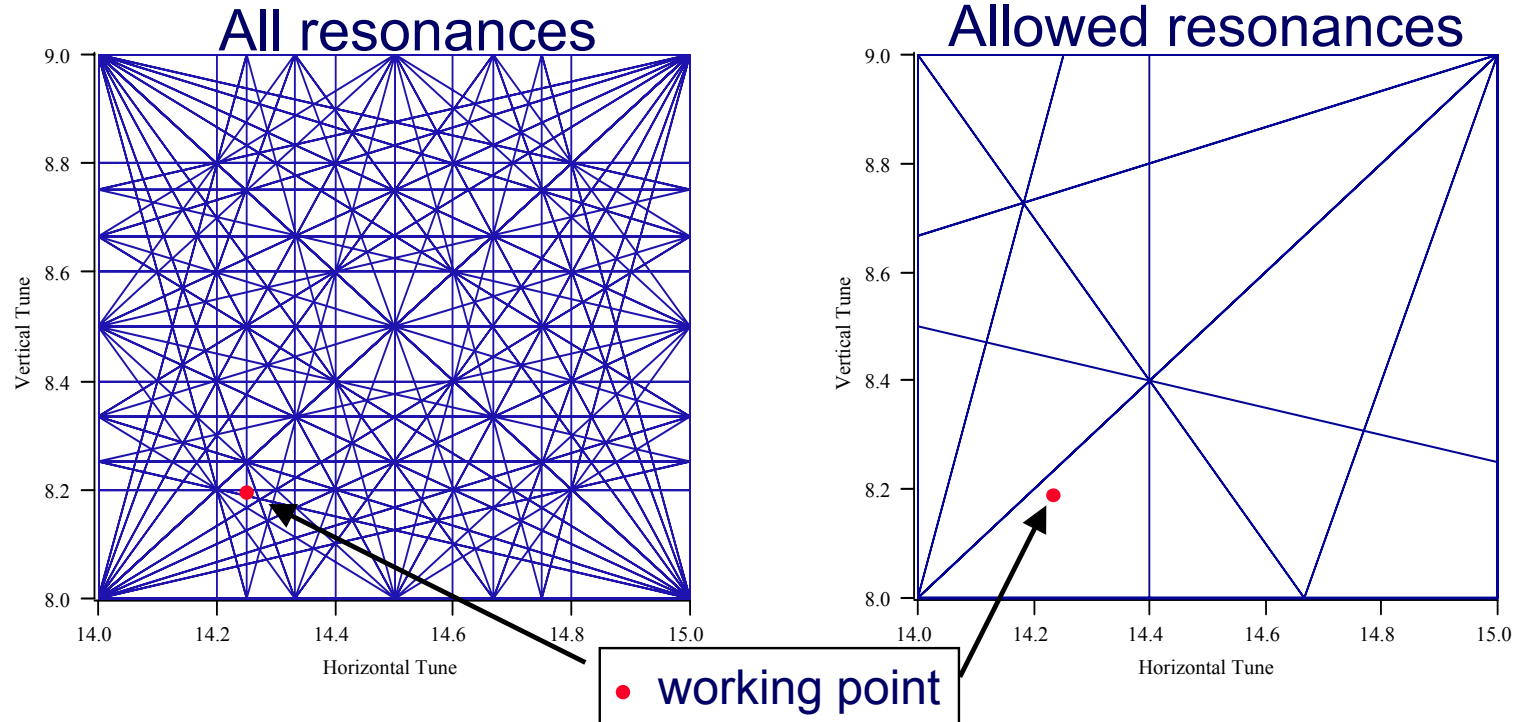 All resonances
9.0
8.8
8.6
8.4
8.2
8.0
Vertical Tune
14.0 14.2 14.4 14.6 14.8 15.0
Horizontal Tune
Allowed resonances
9.0
8.8
8.6
8.4
8.2
8.0
Vertical Tune
14.0 14.2 14.4 14.6 14.8 15.0
Horizontal Tune
working point